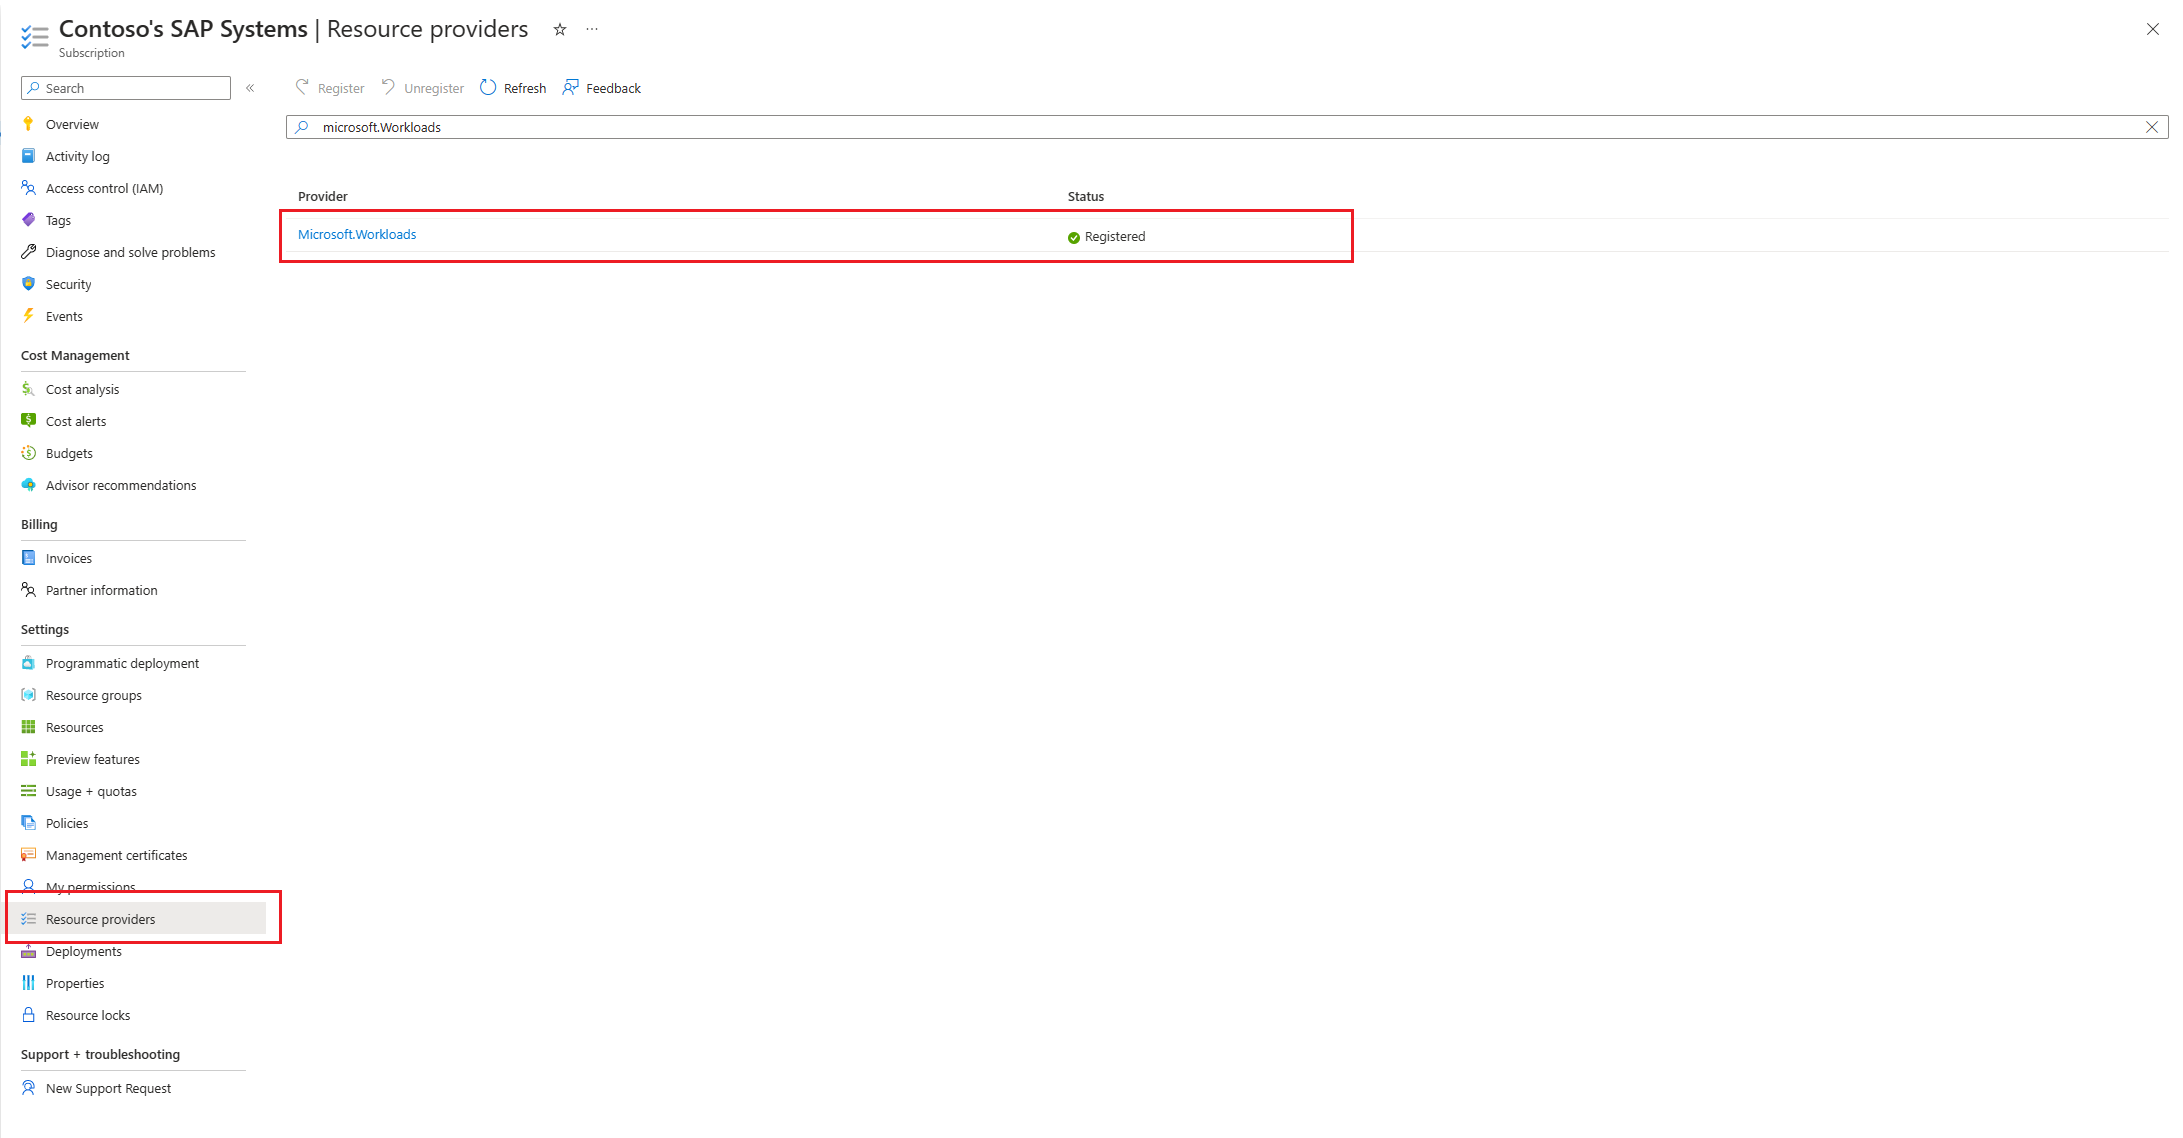 Contoso's SAP Systems | Resource providers
Subscription
Search
Register Unregister Refresh Feedback
microsoft.Workloads
Overview
Activity log
Access control (IAM)
Tags
Diagnose and solve problems
Security
Events
Cost Management
Cost analysis
Cost alerts
Budgets
Advisor recommendations
Billing
Invoices
Partner information
Settings
Programmatic deployment
Resource groups
Resources
Preview features
Usage + quotas
Policies
Management certificates
My permissions
Resource providers
Deployments
Properties
Resource locks
Support + troubleshooting
New Support Request
Provider Status
Microsoft.Workloads Registered